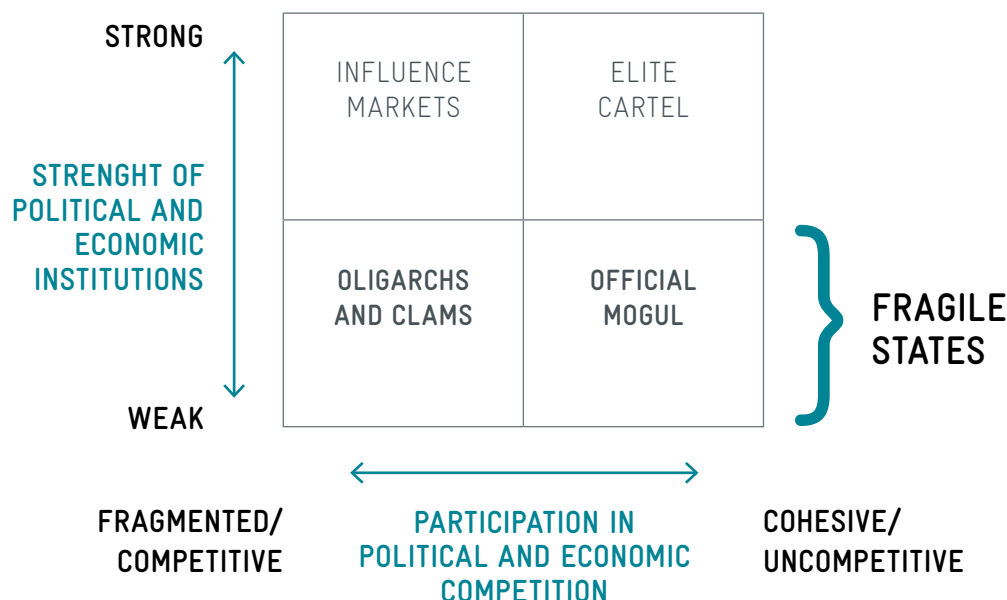 STRONG
INFLUENCE
MARKETS
ELITE
CARTEL
STRENGHT OF
POLITICAL AND
ECONOMIC
INSTITUTIONS
OLIGARCHS
AND CLAMS
OFFICIAL
MOGUL
FRAGILE
STATES
WEAK
FRAGMENTED/
COMPETITIVE
PARTICIPATION IN
POLITICAL AND ECONOMIC
COMPETITION
COHESIVE/
UNCOMPETITIVE